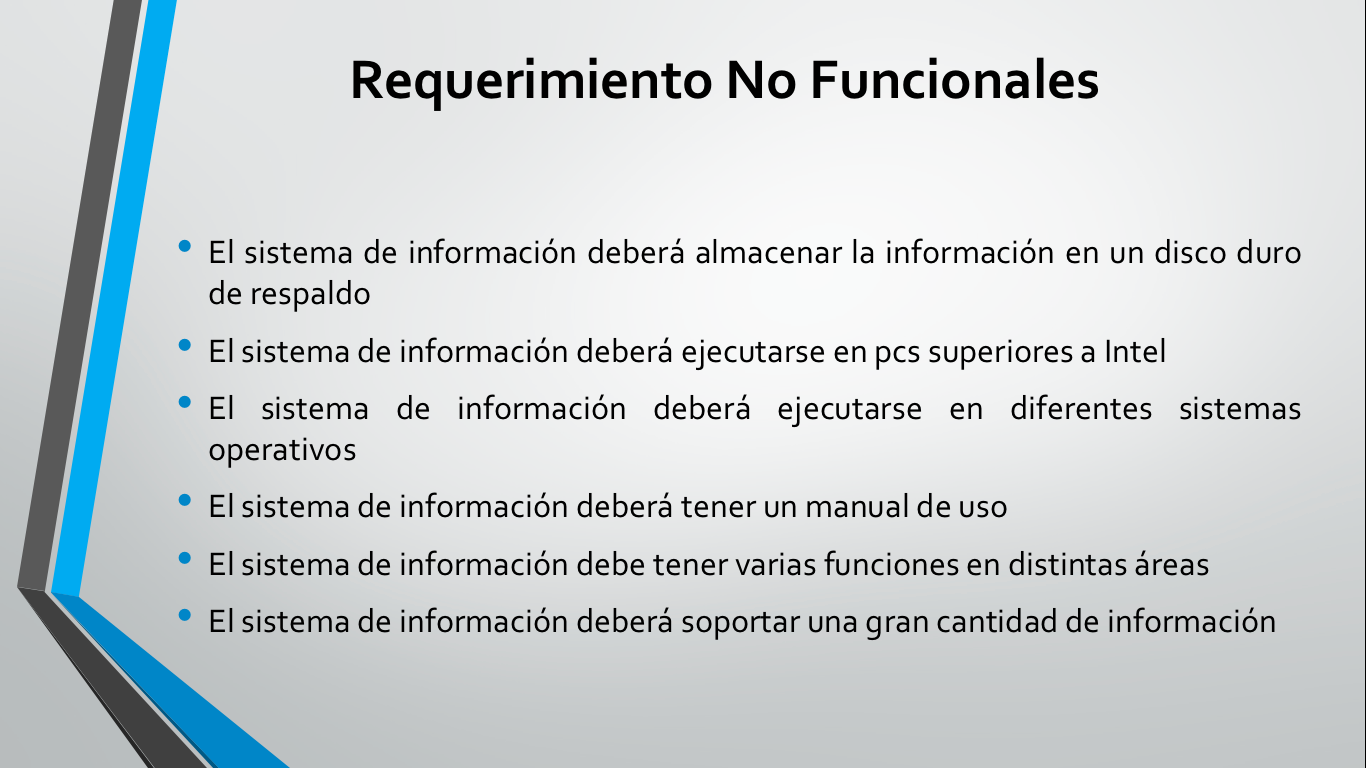 Requerimiento No Funcionales
• El sistema de información deberá almacenar la información en un disco duro
de respaldo
• El sistema de información deberá ejecutarse en pcs superiores a Intel
• El sistema de información deberá ejecutarse en diferentes sistemas
operativos
• El sistema de información deberá tener un manual de uso
• El sistema de información debe tener varias funciones en distintas áreas
• El sistema de información deberá soportar una gran cantidad de información